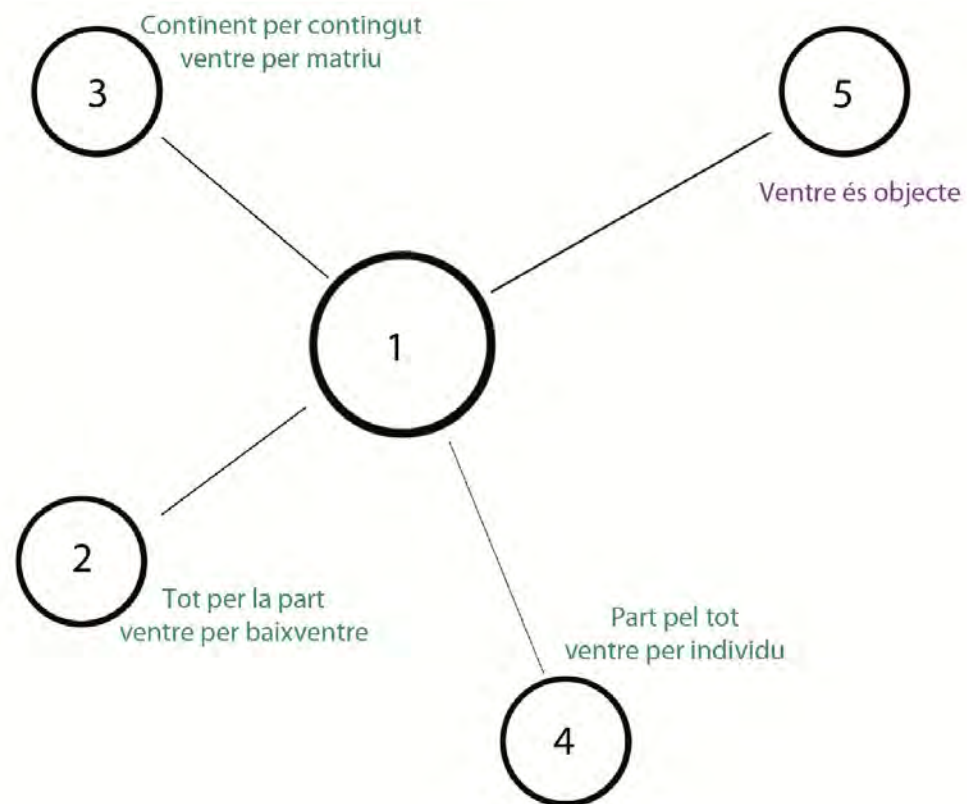 Continent per contingut
ventre per matriu
3
5
Ventre és objecte
1
2
Tot per la part
ventre per baixventre
Part pel tot
ventre per individu
4